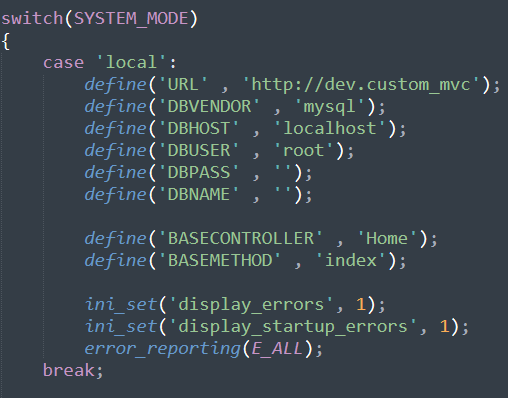 switch(SYSTEM_MODE)
{
    case 'local':
        define('URL' , 'http://dev.custom_mvc');
        define('DBVENDOR' , 'mysql');
        define('DBHOST' , 'localhost');
        define('DBUSER' , 'root');
        define('DBPASS' , '');
        define('DBNAME' , '');

        define('BASECONTROLLER' , 'Home');
        define('BASEMETHOD' , 'index');

        ini_set('display_errors', 1);
        ini_set('display_startup_errors', 1);
        error_reporting(E_ALL);
    break;